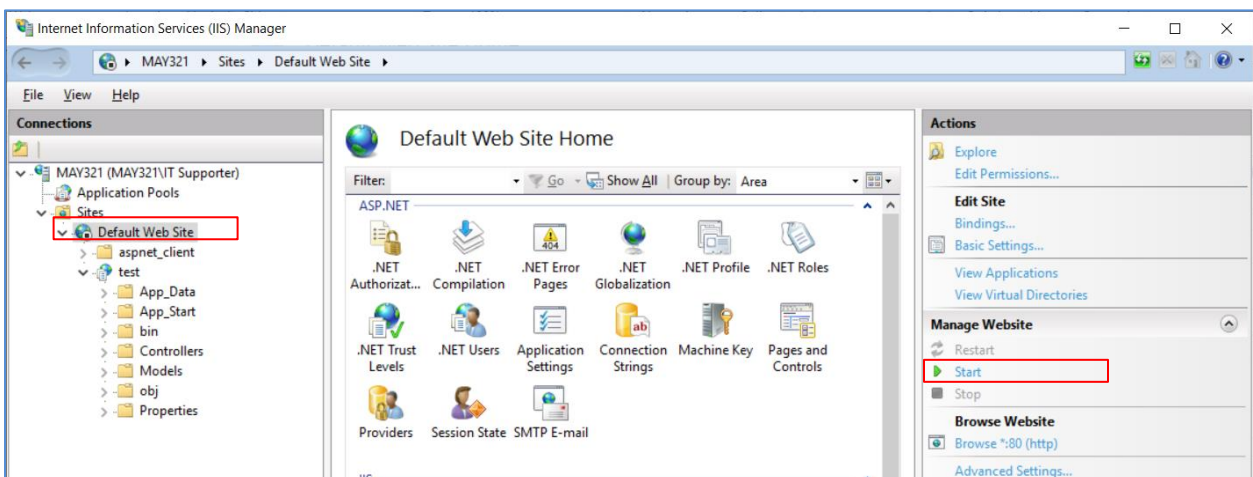 Internet Information Services (IIS) Manager
MAY321 Sites Default Web Site
File View Help
Connections
MAY321 (MAY321\IT Supporter)
Application Pools
Sites
Default Web Site
aspnet_client
test
App_Data
App_Start
bin
Controllers
Models
obj
Properties
Default Web Site Home
Filter: Go Show All Group by: Area
ASP.NET
.NET Authorizat...
.NET Compilation
404
.NET Error Pages
.NET Globalization
.NET Profile
.NET Roles
.NET Trust Levels
.NET Users
Application Settings
ab
Connection Strings
Machine Key
Pages and Controls
Providers
Session State
SMTP E-mail
Actions
Explore
Edit Permissions...
Edit Site
Bindings...
Basic Settings...
View Applications
View Virtual Directories
Manage Website
Restart
Start
Stop
Browse Website
Browse *:80 (http)
Advanced Settings...